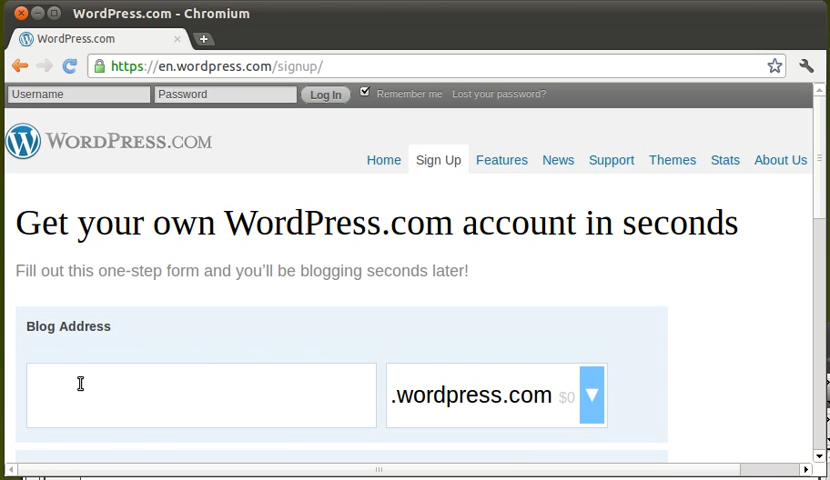 WordPress.com - Chromium
WordPress.com
https://en.wordpress.com/signup/
Username Password Log In Remember me Lost your password?
WORDPRESS.COM
Home Sign Up Features News Support Themes Stats About Us
Get your own WordPress.com account in seconds
Fill out this one-step form and you'll be blogging seconds later!
Blog Address
.wordpress.com $0